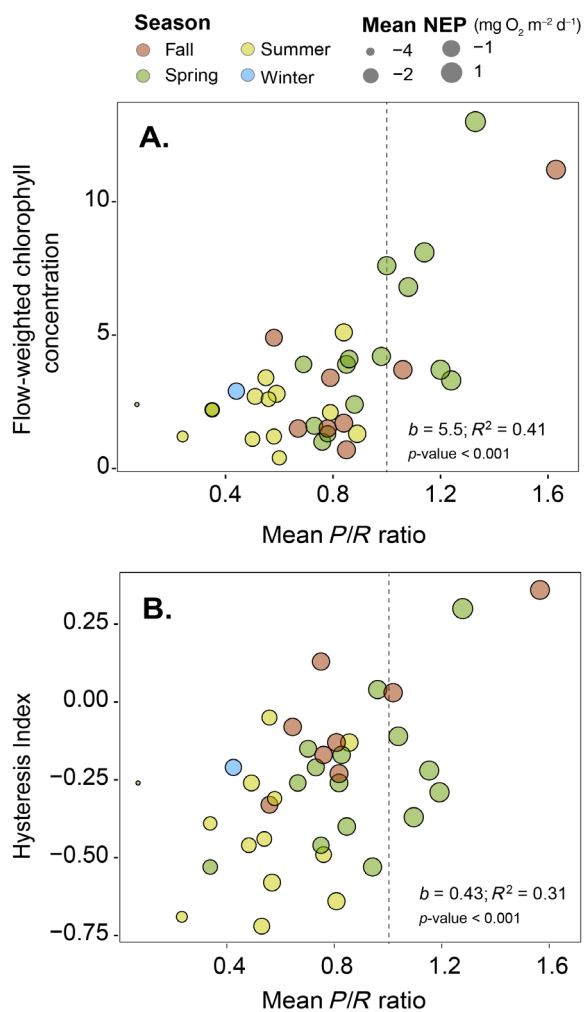 Season
Mean NEP (mg O₂ m⁻² d⁻¹)
Fall
Summer
−4
−1
Spring
Winter
−2
1
A.
Flow-weighted chlorophyll
concentration
10
5
0
b = 5.5; R² = 0.41
p-value < 0.001
0.4
0.8
1.2
1.6
Mean P/R ratio
B.
Hysteresis Index
0.25
0.00
−0.25
−0.50
−0.75
b = 0.43; R² = 0.31
p-value < 0.001
0.4
0.8
1.2
1.6
Mean P/R ratio